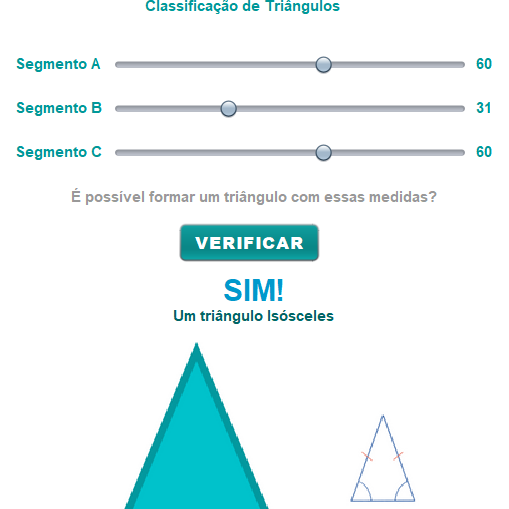 Classificação de Triângulos
Segmento A 60
Segmento B 31
Segmento C 60
É possível formar um triângulo com essas medidas?
VERIFICAR
SIM!
Um triângulo Isósceles